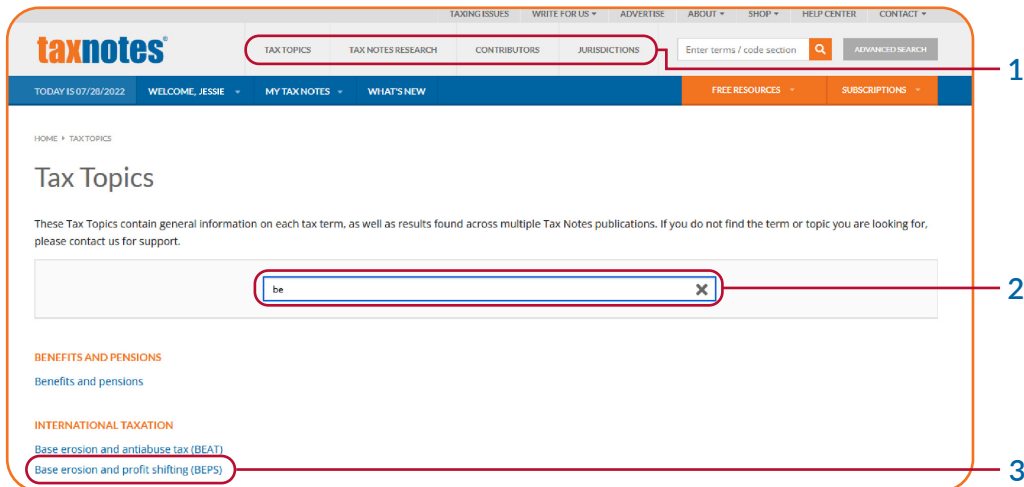 TAXING ISSUES WRITE FOR US ADVERTISE ABOUT SHOP HELP CENTER CONTACT
taxnotes® TAX TOPICS TAX NOTES RESEARCH CONTRIBUTORS JURISDICTIONS Enter terms / code section ADVANCED SEARCH
1
TODAY IS 07/28/2022 WELCOME, JESSIE MY TAX NOTES WHAT'S NEW FREE RESOURCES SUBSCRIPTIONS
HOME TAX TOPICS
Tax Topics
These Tax Topics contain general information on each tax term, as well as results found across multiple Tax Notes publications. If you do not find the term or topic you are looking for,
please contact us for support.
be
2
BENEFITS AND PENSIONS
Benefits and pensions
INTERNATIONAL TAXATION
Base erosion and antiabuse tax (BEAT)
Base erosion and profit shifting (BEPS)
3